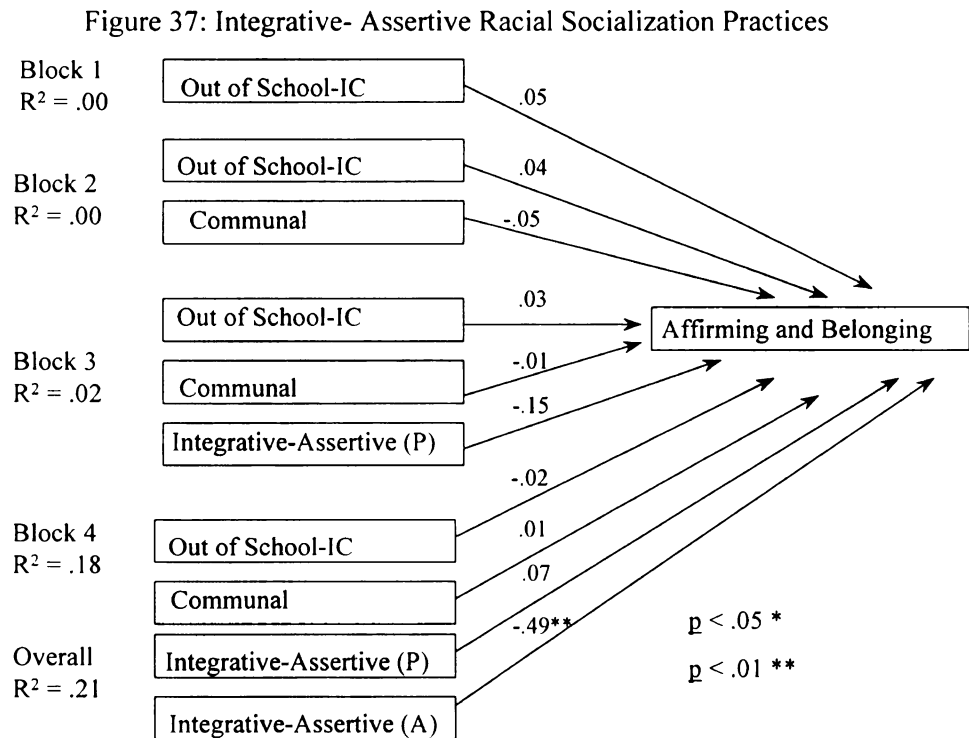 Figure 37: Integrative- Assertive Racial Socialization Practices
Block 1
R² = .00
Out of School-IC
.05
Block 2
R² = .00
Out of School-IC
.04
Communal
-.05
Block 3
R² = .02
Out of School-IC
.03
Communal
-.01
Integrative-Assertive (P)
-.15
Affirming and Belonging
Block 4
R² = .18
Out of School-IC
-.02
Communal
.01
Integrative-Assertive (P)
.07
Integrative-Assertive (A)
-.49**
Overall
R² = .21
p < .05 *
p < .01 **